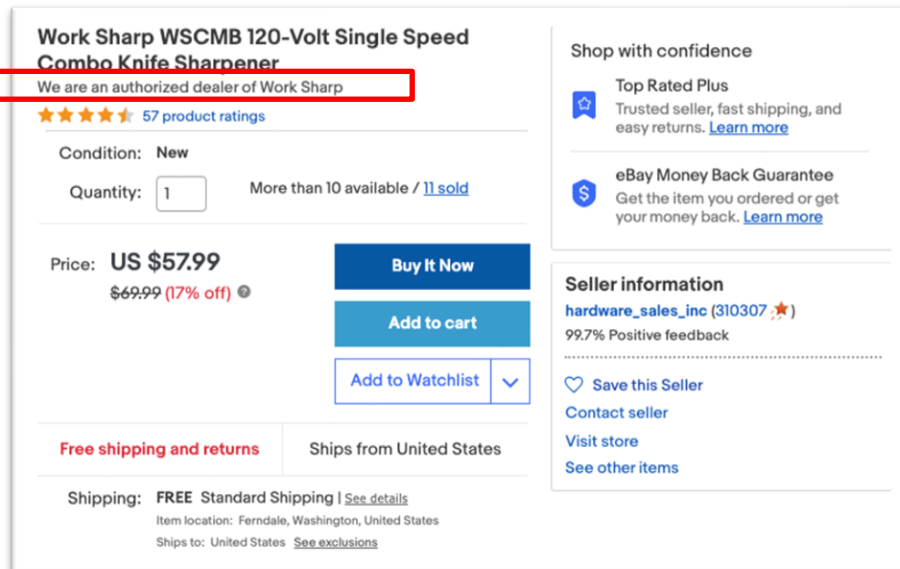 Work Sharp WSCMB 120-Volt Single Speed
Combo Knife Sharpener
We are an authorized dealer of Work Sharp
57 product ratings
Condition: New
Quantity: 1 More than 10 available / 11 sold
Price: US $57.99
$69.99 (17% off)
Buy It Now
Add to cart
Add to Watchlist
Free shipping and returns
Ships from United States
Shipping: FREE Standard Shipping | See details
Item location: Ferndale, Washington, United States
Ships to: United States See exclusions
Shop with confidence
Top Rated Plus
Trusted seller, fast shipping, and
easy returns. Learn more
eBay Money Back Guarantee
Get the item you ordered or get
your money back. Learn more
Seller information
hardware_sales_inc (310307)
99.7% Positive feedback
Save this Seller
Contact seller
Visit store
See other items